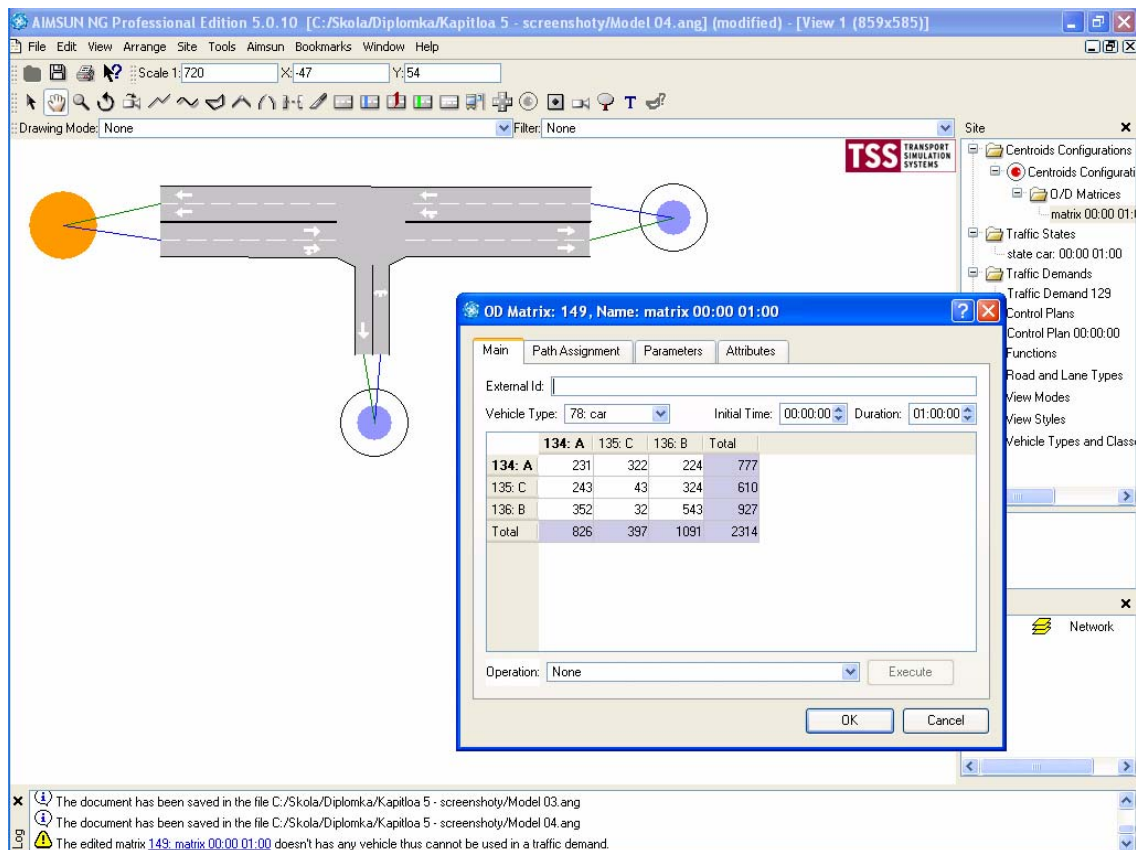 AIMSUN NG Professional Edition 5.0.10 [C:/Skola/Diplomka/Kapitloa 5 - screenshoty/Model 04.ang] (modified) - [View 1 (859x585)]
File Edit View Arrange Site Tools Aimsun Bookmarks Window Help
Scale 1: 720 X: -47 Y: 54
Drawing Mode: None Filter: None
TSS TRANSPORT SIMULATION SYSTEMS
Site
Centroids Configurations
Centroids Configurati
O/D Matrices
matrix 00:00 01:0
Traffic States
state car: 00:00 01:00
Traffic Demands
Traffic Demand 129
Control Plans
Control Plan 00:00:00
Functions
Road and Lane Types
View Modes
View Styles
Vehicle Types and Classe
Network
OD Matrix: 149, Name: matrix 00:00 01:00
Main Path Assignment Parameters Attributes
External Id:
Vehicle Type: 78: car Initial Time: 00:00:00 Duration: 01:00:00
134: A 135: C 136: B Total
134: A 231 322 224 777
135: C 243 43 324 610
136: B 352 32 543 927
Total 826 397 1091 2314
Operation: None Execute
OK Cancel
Log
The document has been saved in the file C:/Skola/Diplomka/Kapitloa 5 - screenshoty/Model 03.ang
The document has been saved in the file C:/Skola/Diplomka/Kapitloa 5 - screenshoty/Model 04.ang
The edited matrix 149: matrix 00:00 01:00 doesn't has any vehicle thus cannot be used in a traffic demand.